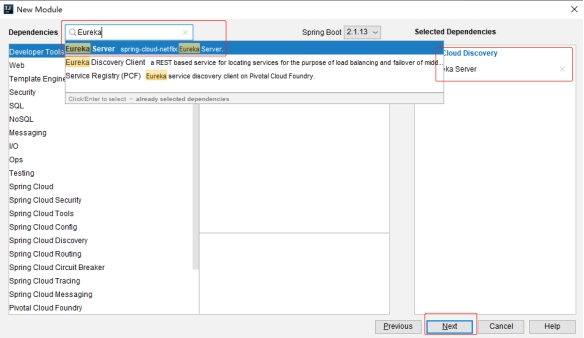 New Module
Dependencies
Eureka
Spring Boot 2.1.13
Selected Dependencies
Eureka Server spring-cloud-netflix Eureka Server.
Eureka Discovery Client a REST based service for locating services for the purpose of load balancing and failover of midd...
Service Registry (PCF) Eureka service discovery client on Pivotal Cloud Foundry.
Click/Enter to select already selected dependencies
Cloud Discovery
ka Server
Developer Tools
Web
Template Engine
Security
SQL
NoSQL
Messaging
I/O
Ops
Testing
Spring Cloud
Spring Cloud Security
Spring Cloud Tools
Spring Cloud Config
Spring Cloud Discovery
Spring Cloud Routing
Spring Cloud Circuit Breaker
Spring Cloud Tracing
Spring Cloud Messaging
Pivotal Cloud Foundry
Previous
Next
Cancel
Help